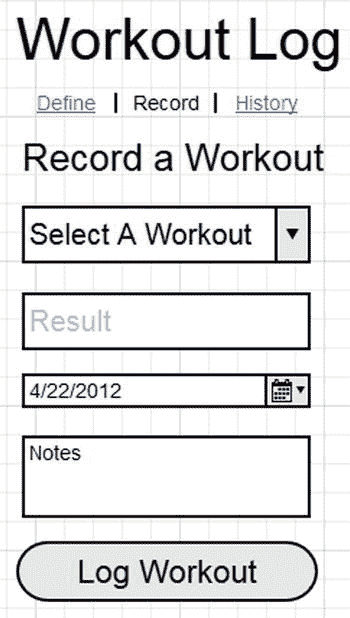 Workout Log
Define | Record | History
Record a Workout
Select A Workout
Result
4/22/2012
Notes
Log Workout